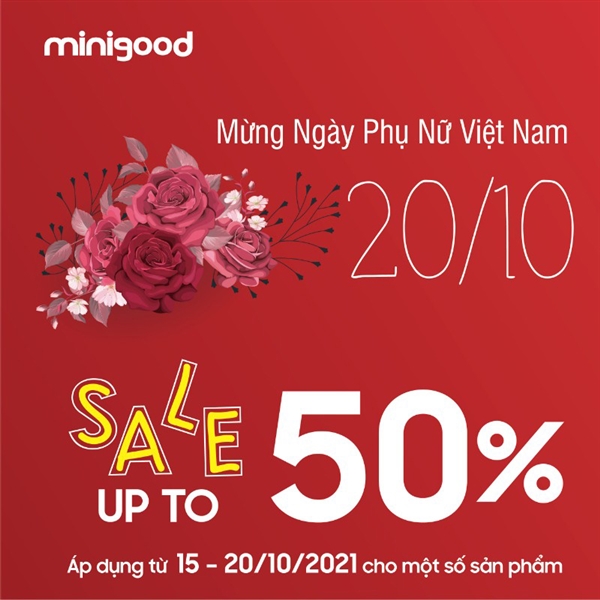 minigood
Mừng Ngày Phụ Nữ Việt Nam
20/10
SALE
UP TO
50%
Áp dụng từ 15 - 20/10/2021 cho một số sản phẩm